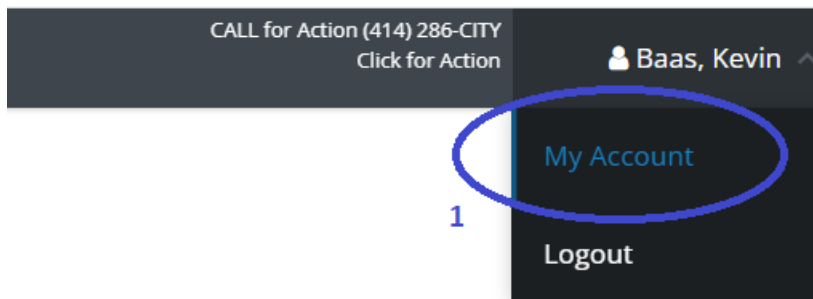 CALL for Action (414) 286-CITY
Click for Action
Baas, Kevin
My Account
1
Logout